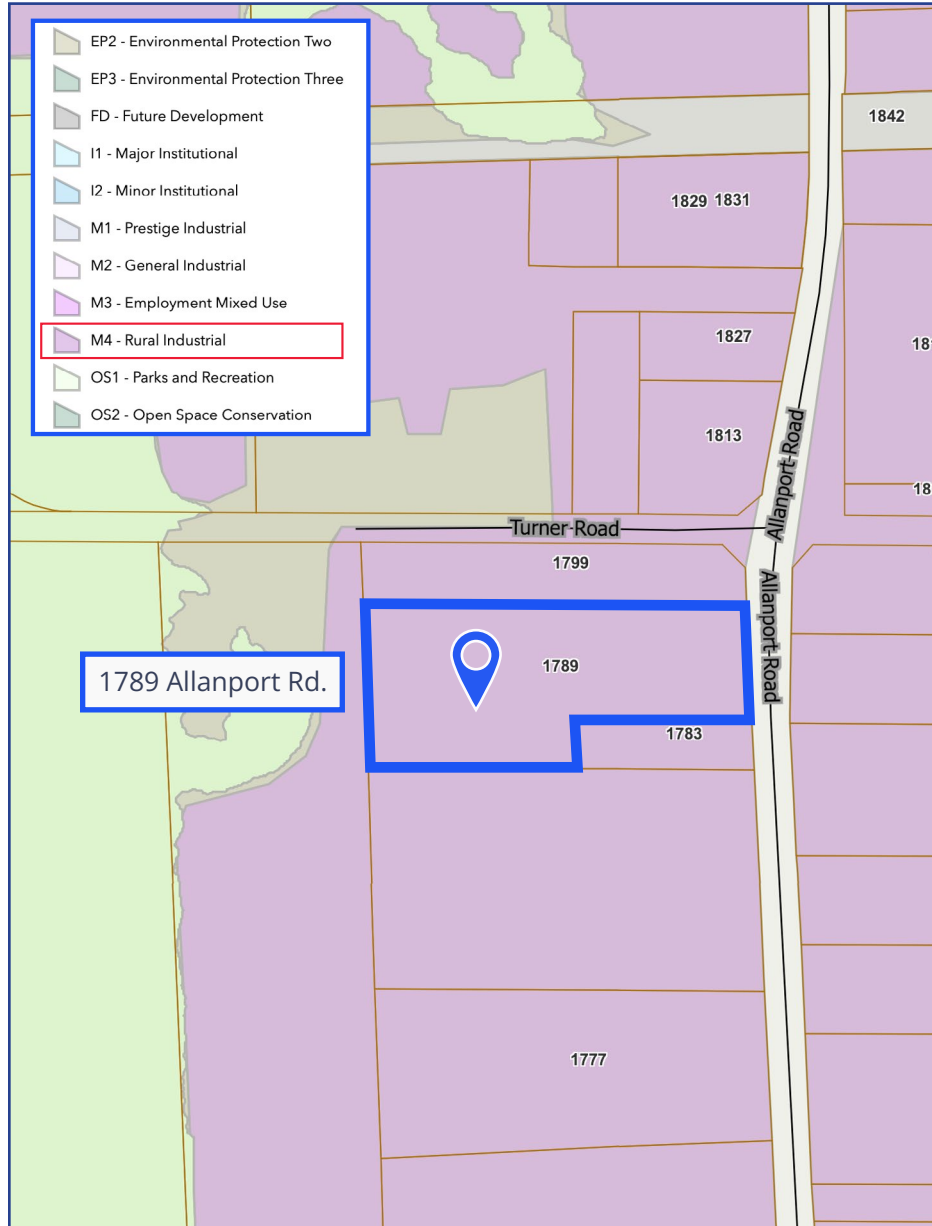 EP2 - Environmental Protection Two
EP3 - Environmental Protection Three
FD - Future Development
I1 - Major Institutional
I2 - Minor Institutional
M1 - Prestige Industrial
M2 - General Industrial
M3 - Employment Mixed Use
M4 - Rural Industrial
OS1 - Parks and Recreation
OS2 - Open Space Conservation
1842
1829 1831
1827
1813
Allanport-Road
Turner-Road
1799
Allanport-Road
1789 Allanport Rd.
1789
1783
1777